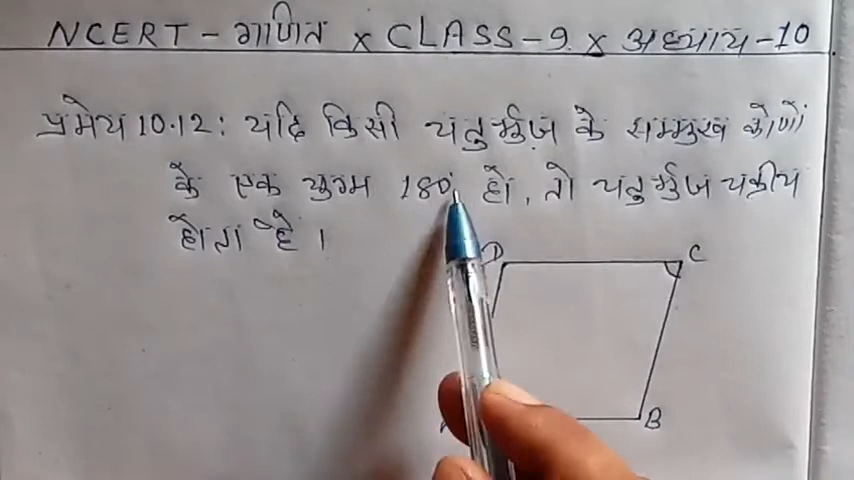 NCERT - गणित x CLASS-9 x अध्याय-10
प्रमेय 10.12: यदि किसी चतुर्भुज के सम्मुख कोणों
के एक युग्म 180° हो, तो चतुर्भुज चक्रीय
होता है।
D C
B